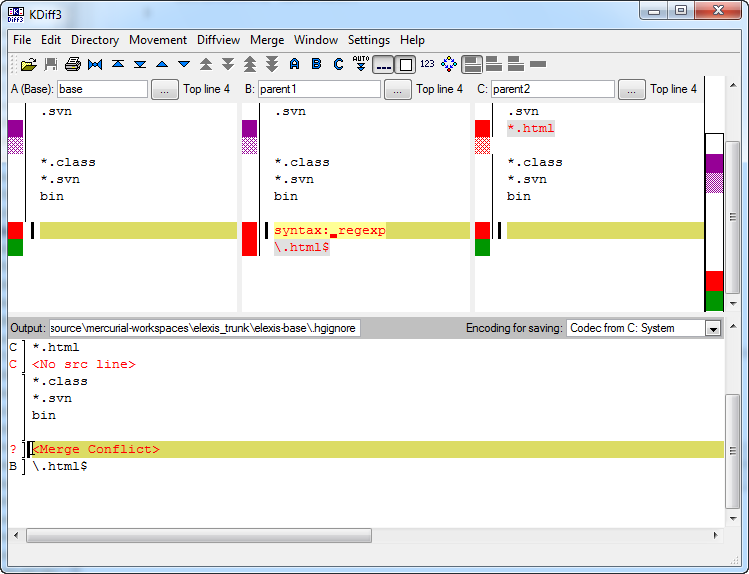 KDiff3
File Edit Directory Movement Diffview Merge Window Settings Help
A B C AUTO 123
A (Base): base ... Top line 4 B: parent1 ... Top line 4 C: parent2 ... Top line 4
.svn .svn .svn
*.html
*.class *.class *.class
*.svn *.svn *.svn
bin bin bin
syntax: regexp
\.html$
Output: source\mercurial-workspaces\elexis_trunk\elexis-base\.hgignore Encoding for saving: Codec from C: System
C *.html
C <No src line>
*.class
*.svn
bin
? <Merge Conflict>
B \.html$